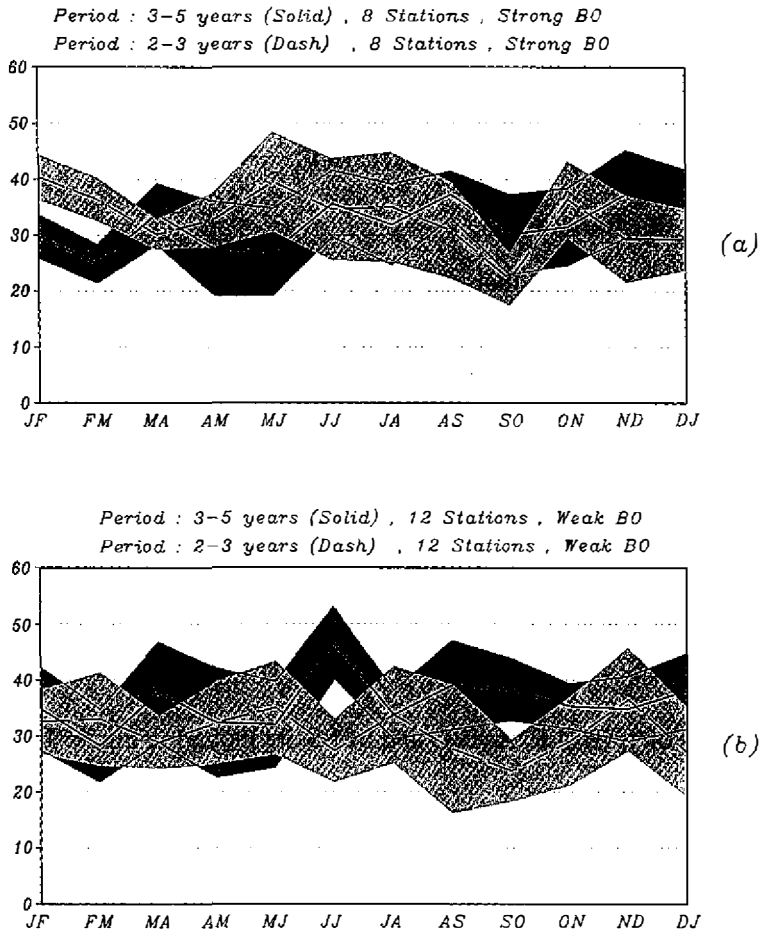 Period : 3-5 years (Solid) , 8 Stations , Strong BO
Period : 2-3 years (Dash) , 8 Stations , Strong BO
60
50
40
30
20
10
0
JF FM MA AM MJ JJ JA AS SO ON ND DJ
(a)
Period : 3-5 years (Solid) , 12 Stations , Weak BO
Period : 2-3 years (Dash) , 12 Stations , Weak BO
60
50
40
30
20
10
0
JF FM MA AM MJ JJ JA AS SO ON ND DJ
(b)